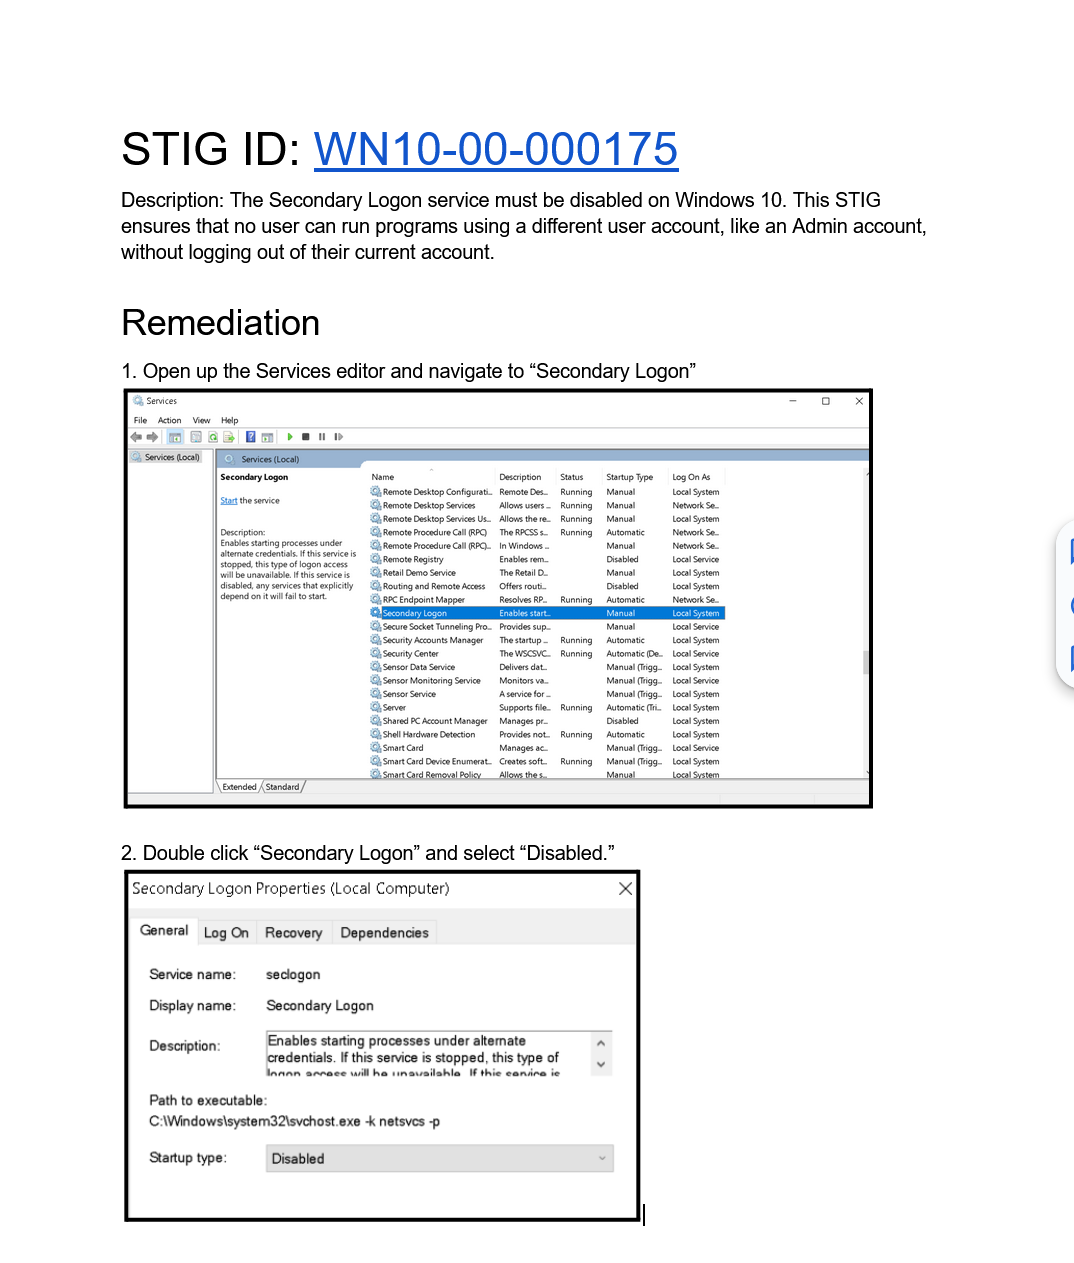 STIG ID: WN10-00-000175
Description: The Secondary Logon service must be disabled on Windows 10. This STIG
ensures that no user can run programs using a different user account, like an Admin account,
without logging out of their current account.
Remediation
1. Open up the Services editor and navigate to “Secondary Logon”
Services
File Action View Help
Services (Local)
Services (Local)
Secondary Logon
Start the service
Description:
Enables starting processes under
alternate credentials. If this service is
stopped, this type of logon access
will be unavailable. If this service is
disabled, any services that explicitly
depend on it will fail to start.
Name Description Status Startup Type Log On As
Remote Desktop Configurati... Remote Des... Running Manual Local System
Remote Desktop Services Allows users ... Running Manual Network Se...
Remote Desktop Services Us... Allows the re... Running Manual Local System
Remote Procedure Call (RPC) The RPCSS s... Running Automatic Network Se...
Remote Procedure Call (RPC)... In Windows ... Manual Network Se...
Remote Registry Enables rem... Disabled Local Service
Retail Demo Service The Retail D... Manual Local System
Routing and Remote Access Offers routi... Disabled Local System
RPC Endpoint Mapper Resolves RP... Running Automatic Network Se...
Secondary Logon Enables start... Manual Local System
Secure Socket Tunneling Pro... Provides sup... Manual Local Service
Security Accounts Manager The startup ... Running Automatic Local System
Security Center The WSCSVC... Running Automatic (De... Local Service
Sensor Data Service Delivers dat... Manual (Trigg... Local System
Sensor Monitoring Service Monitors va... Manual (Trigg... Local Service
Sensor Service A service for ... Manual (Trigg... Local System
Server Supports file... Running Automatic (Tri... Local System
Shared PC Account Manager Manages pr... Disabled Local System
Shell Hardware Detection Provides not... Running Automatic Local System
Smart Card Manages ac... Manual (Trigg... Local Service
Smart Card Device Enumerat... Creates soft... Running Manual (Trigg... Local System
Smart Card Removal Policy Allows the s... Manual Local System
Extended Standard
2. Double click “Secondary Logon” and select “Disabled.”
Secondary Logon Properties (Local Computer)
General Log On Recovery Dependencies
Service name: seclogon
Display name: Secondary Logon
Description: Enables starting processes under alternate
credentials. If this service is stopped, this type of
logon access will be unavailable. If this service is
Path to executable:
C:\Windows\system32\svchost.exe -k netsvcs -p
Startup type: Disabled